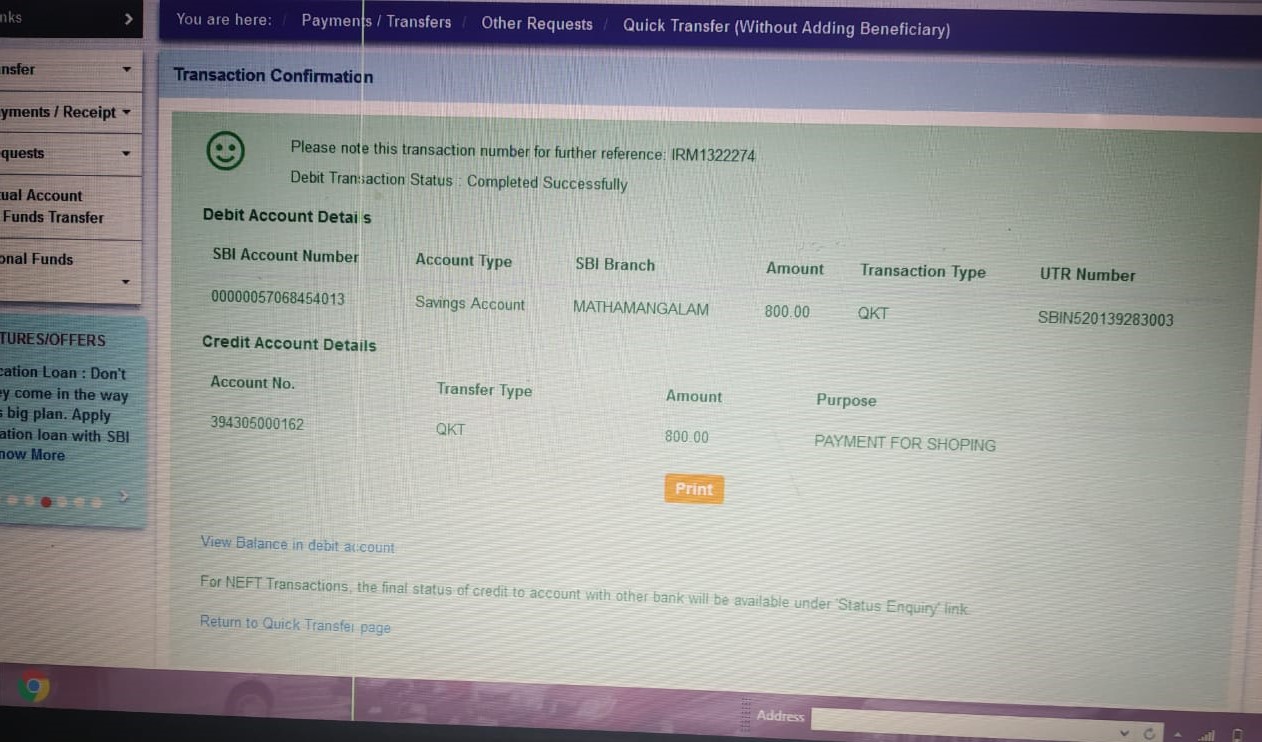 nks
You are here: / Payments / Transfers / Other Requests / Quick Transfer (Without Adding Beneficiary)
nsfer
yments / Receipt
quests
ual Account
Funds Transfer
onal Funds
TURES/OFFERS
cation Loan : Don't
ey come in the way
s big plan. Apply
ation loan with SBI
now More
Transaction Confirmation
Please note this transaction number for further reference: IRM1322274
Debit Transaction Status : Completed Successfully
Debit Account Details
SBI Account Number Account Type SBI Branch Amount Transaction Type UTR Number
00000057068454013 Savings Account MATHAMANGALAM 800.00 QKT SBIN520139283003
Credit Account Details
Account No. Transfer Type Amount Purpose
394305000162 QKT 800.00 PAYMENT FOR SHOPING
Print
View Balance in debit account
For NEFT Transactions, the final status of credit to account with other bank will be available under 'Status Enquiry' link.
Return to Quick Transfer page
Address